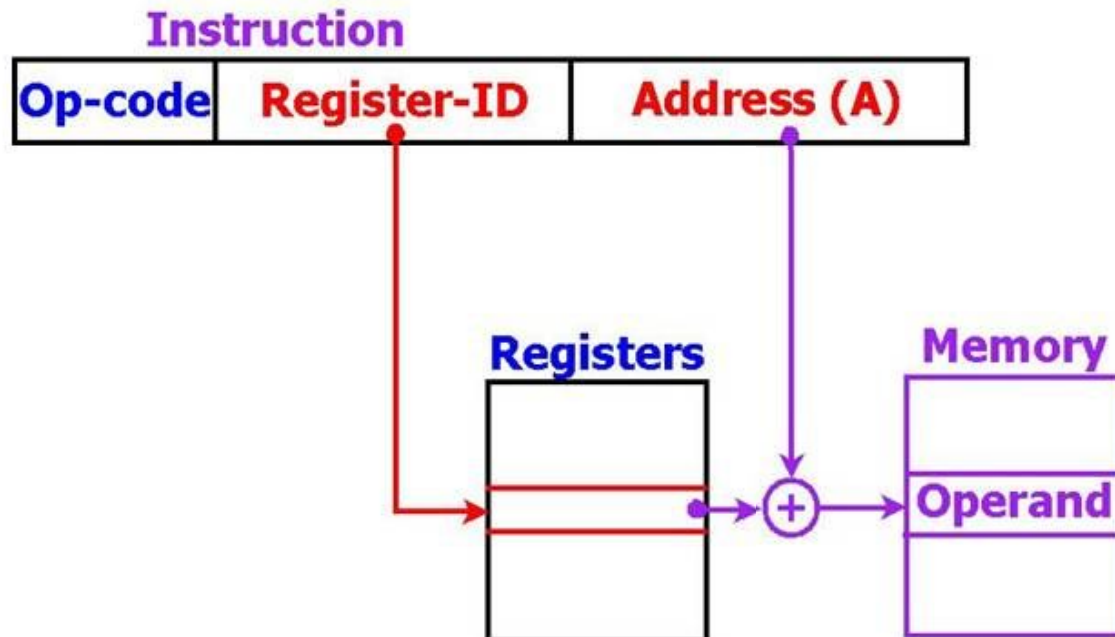 Instruction
Op-code Register-ID Address (A)
Registers
Memory
+
Operand